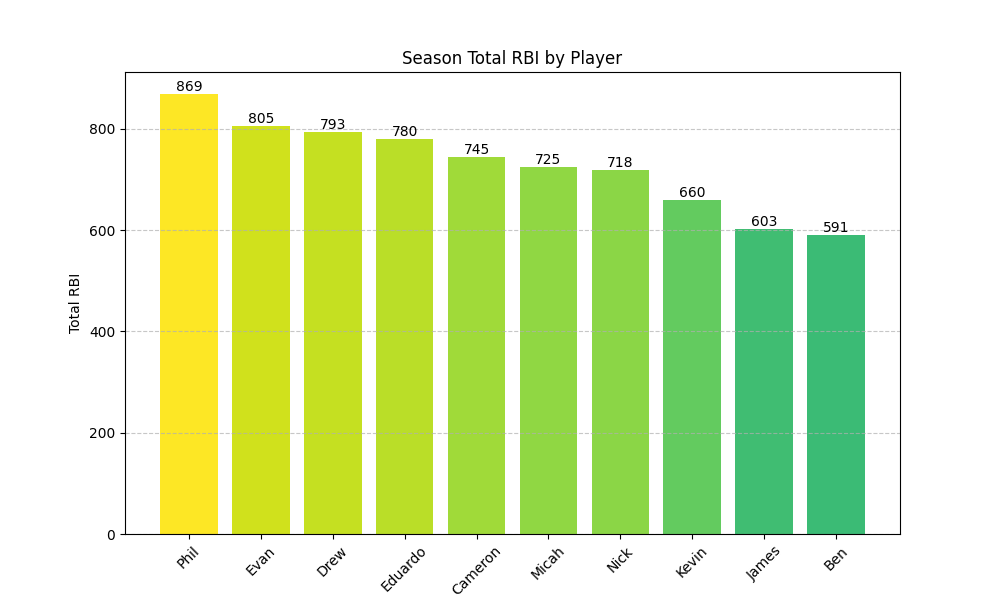 Season Total RBI by Player
Total RBI
800
600
400
200
0
869
805
793
780
745
725
718
660
603
591
Phil
Evan
Drew
Eduardo
Cameron
Micah
Nick
Kevin
James
Ben